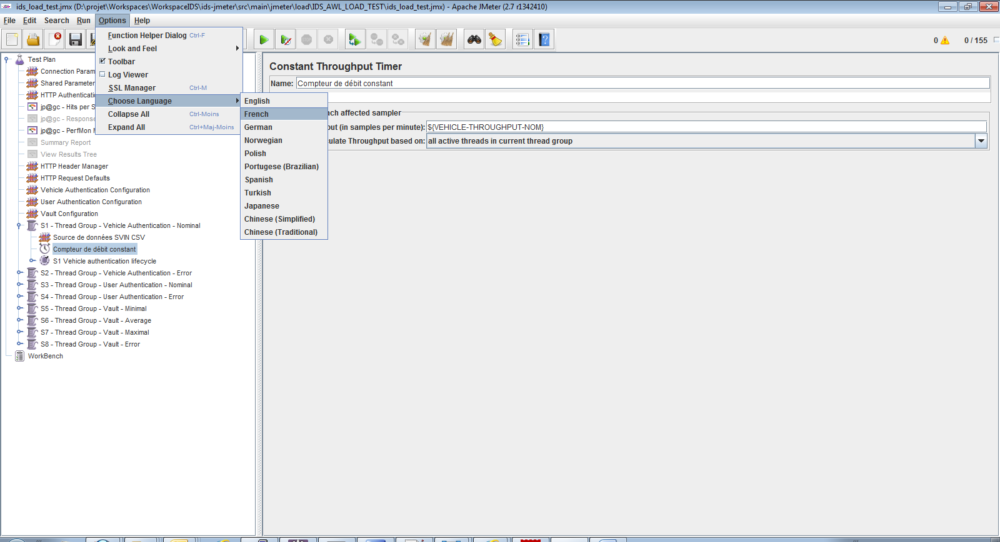 ids_load_test.jmx (D:\projet\Workspaces\WorkspaceIDS\ids-jmeter\src\main\jmeter\load\IDS_AWL_LOAD_TEST\ids_load_test.jmx) - Apache JMeter (2.7 r1342410)
File Edit Search Run Options Help
0 0 / 155
Function Helper Dialog Ctrl-F
Look and Feel
Toolbar
Log Viewer
SSL Manager Ctrl-M
Choose Language
Collapse All Ctrl-Moins
Expand All Ctrl+Maj-Moins
English
French
German
Norwegian
Polish
Portugese (Brazilian)
Spanish
Turkish
Japanese
Chinese (Simplified)
Chinese (Traditional)
Test Plan
Connection Param
Shared Parameter
HTTP Authenticatio
jp@gc - Hits per S
jp@gc - Response
jp@gc - PerfMon M
Summary Report
View Results Tree
HTTP Header Manager
HTTP Request Defaults
Vehicle Authentication Configuration
User Authentication Configuration
Vault Configuration
S1 - Thread Group - Vehicle Authentication - Nominal
Source de données SVIN CSV
Compteur de débit constant
S1 Vehicle authentication lifecycle
S2 - Thread Group - Vehicle Authentication - Error
S3 - Thread Group - User Authentication - Nominal
S4 - Thread Group - User Authentication - Error
S5 - Thread Group - Vault - Minimal
S6 - Thread Group - Vault - Average
S7 - Thread Group - Vault - Maximal
S8 - Thread Group - Vault - Error
WorkBench
Constant Throughput Timer
Name: Compteur de débit constant
ach affected sampler
out (in samples per minute): ${VEHICLE-THROUGHPUT-NOM}
culate Throughput based on: all active threads in current thread group